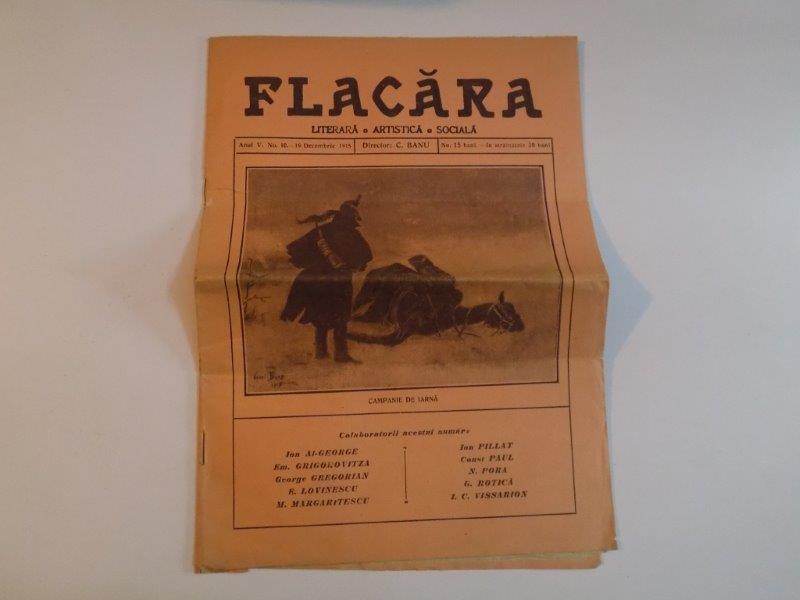 FLACĂRA
LITERARĂ o ARTISTICĂ o SOCIALĂ
Anul V. No. 10. - 19 Decembrie 1915
Director: C. BANU
No. 15 bani. - în străinătate 30 bani
CAMPANIE DE IARNĂ
Colaboratorii acestui număr:
Ion Al-GEORGE
Em. GRIGOROVITZA
George GREGORIAN
E. LOVINESCU
M. MARGARITESCU
Ion PILLAT
Const PAUL
N. PORA
G. ROTICĂ
I. C. VISSARION